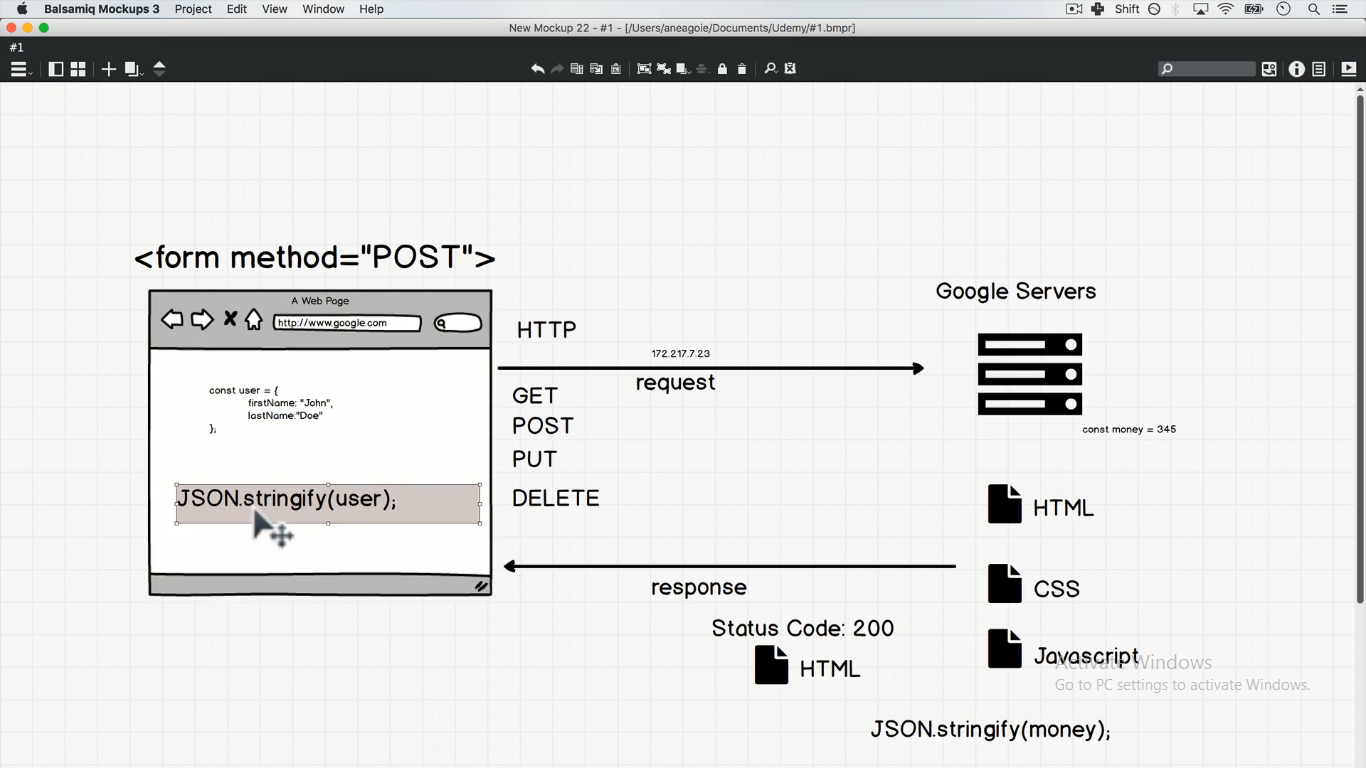 Balsamiq Mockups 3 Project Edit View Window Help Shift
New Mockup 22 - #1 - [/Users/aneagoie/Documents/Udemy/#1.bmpr]
#1
<form method="POST">
A Web Page
http://www.google.com
const user = {
firstName: "John",
lastName:"Doe"
};
JSON.stringify(user);
HTTP
172.217.7.23
request
GET
POST
PUT
DELETE
response
Status Code: 200
HTML
Google Servers
const money = 345
HTML
CSS
Javascript
Activate Windows
Go to PC settings to activate Windows.
JSON.stringify(money);